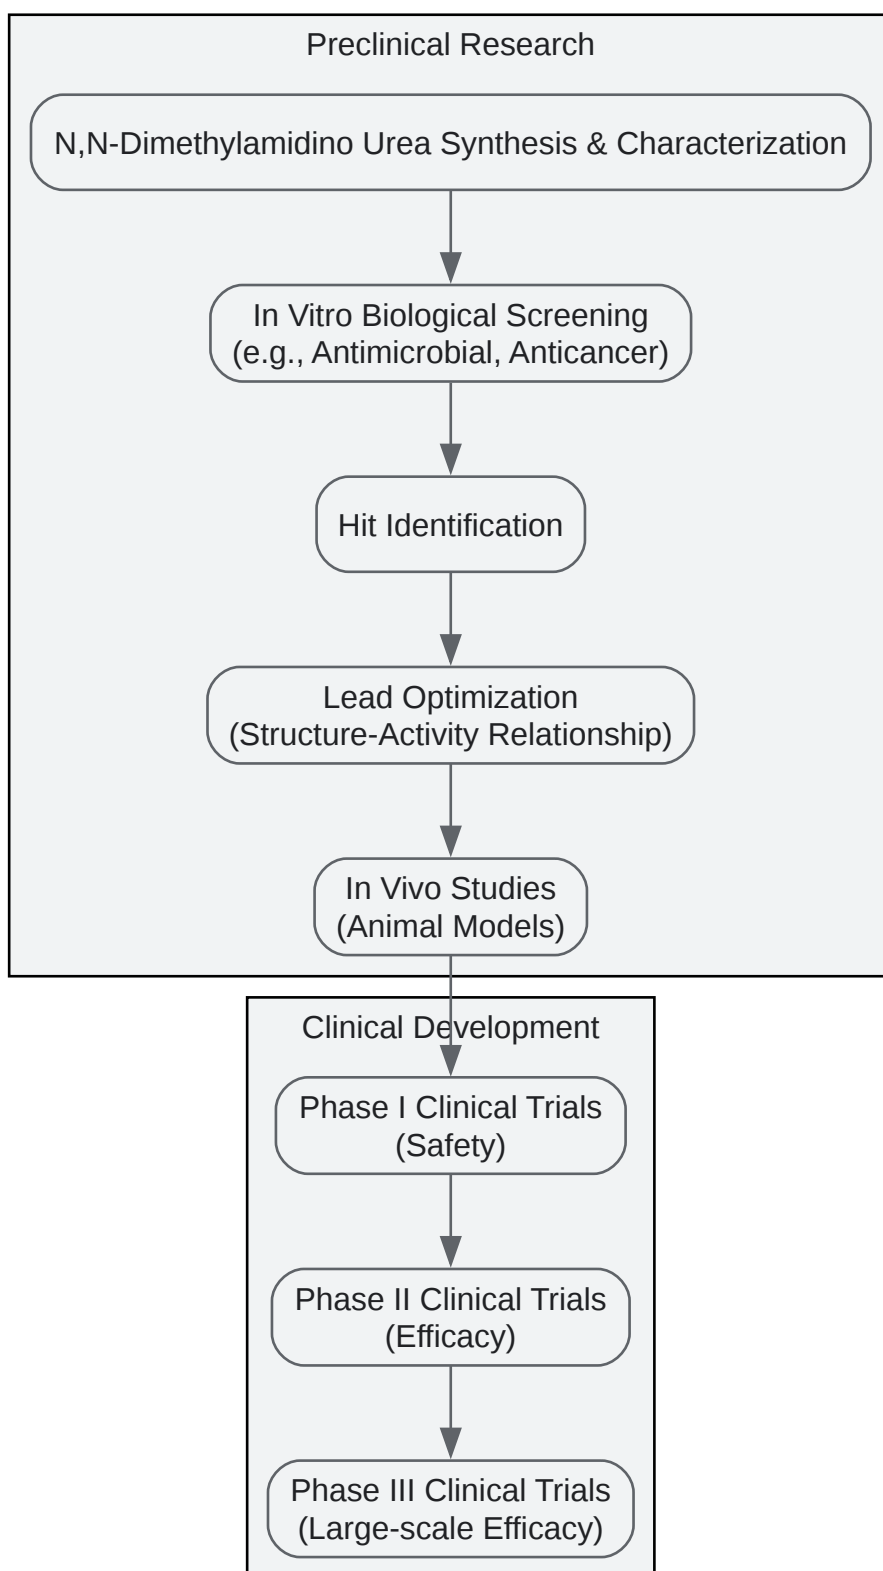 Preclinical Research
N,N-Dimethylamidino Urea Synthesis & Characterization
In Vitro Biological Screening
(e.g., Antimicrobial, Anticancer)
Hit Identification
Lead Optimization
(Structure-Activity Relationship)
In Vivo Studies
(Animal Models)
Clinical Development
Phase I Clinical Trials
(Safety)
Phase II Clinical Trials
(Efficacy)
Phase III Clinical Trials
(Large-scale Efficacy)